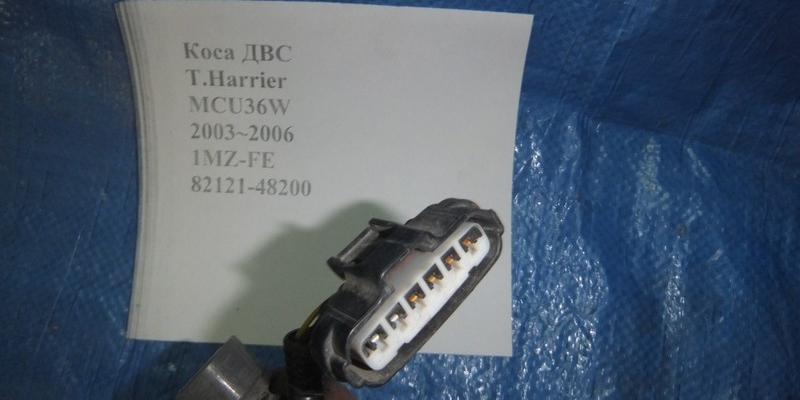 Коса ДВС
T.Harrier
MCU36W
2003~2006
1MZ-FE
82121-48200